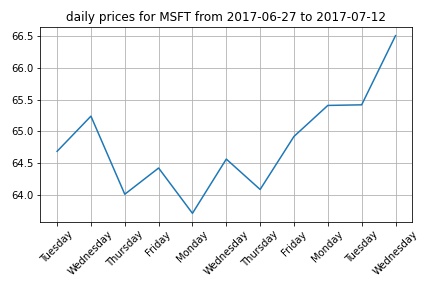 daily prices for MSFT from 2017-06-27 to 2017-07-12
66.5
66.0
65.5
65.0
64.5
64.0
Tuesday
Wednesday
Thursday
Friday
Monday
Wednesday
Thursday
Friday
Monday
Tuesday
Wednesday